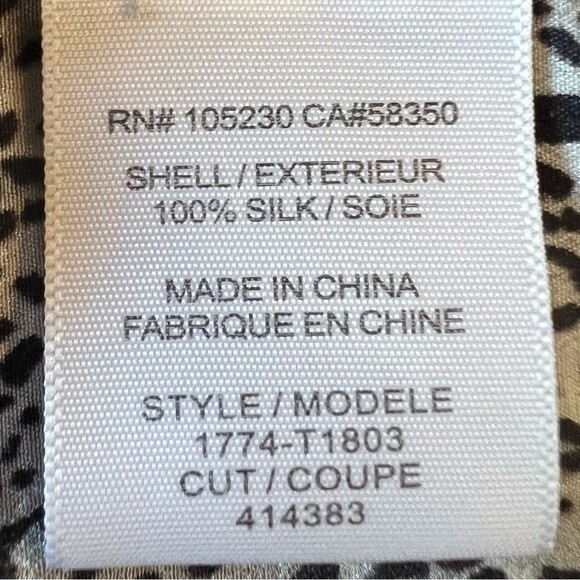 RN# 105230 CA#58350
SHELL / EXTERIEUR
100% SILK / SOIE
MADE IN CHINA
FABRIQUE EN CHINE
STYLE / MODELE
1774-T1803
CUT / COUPE
414383